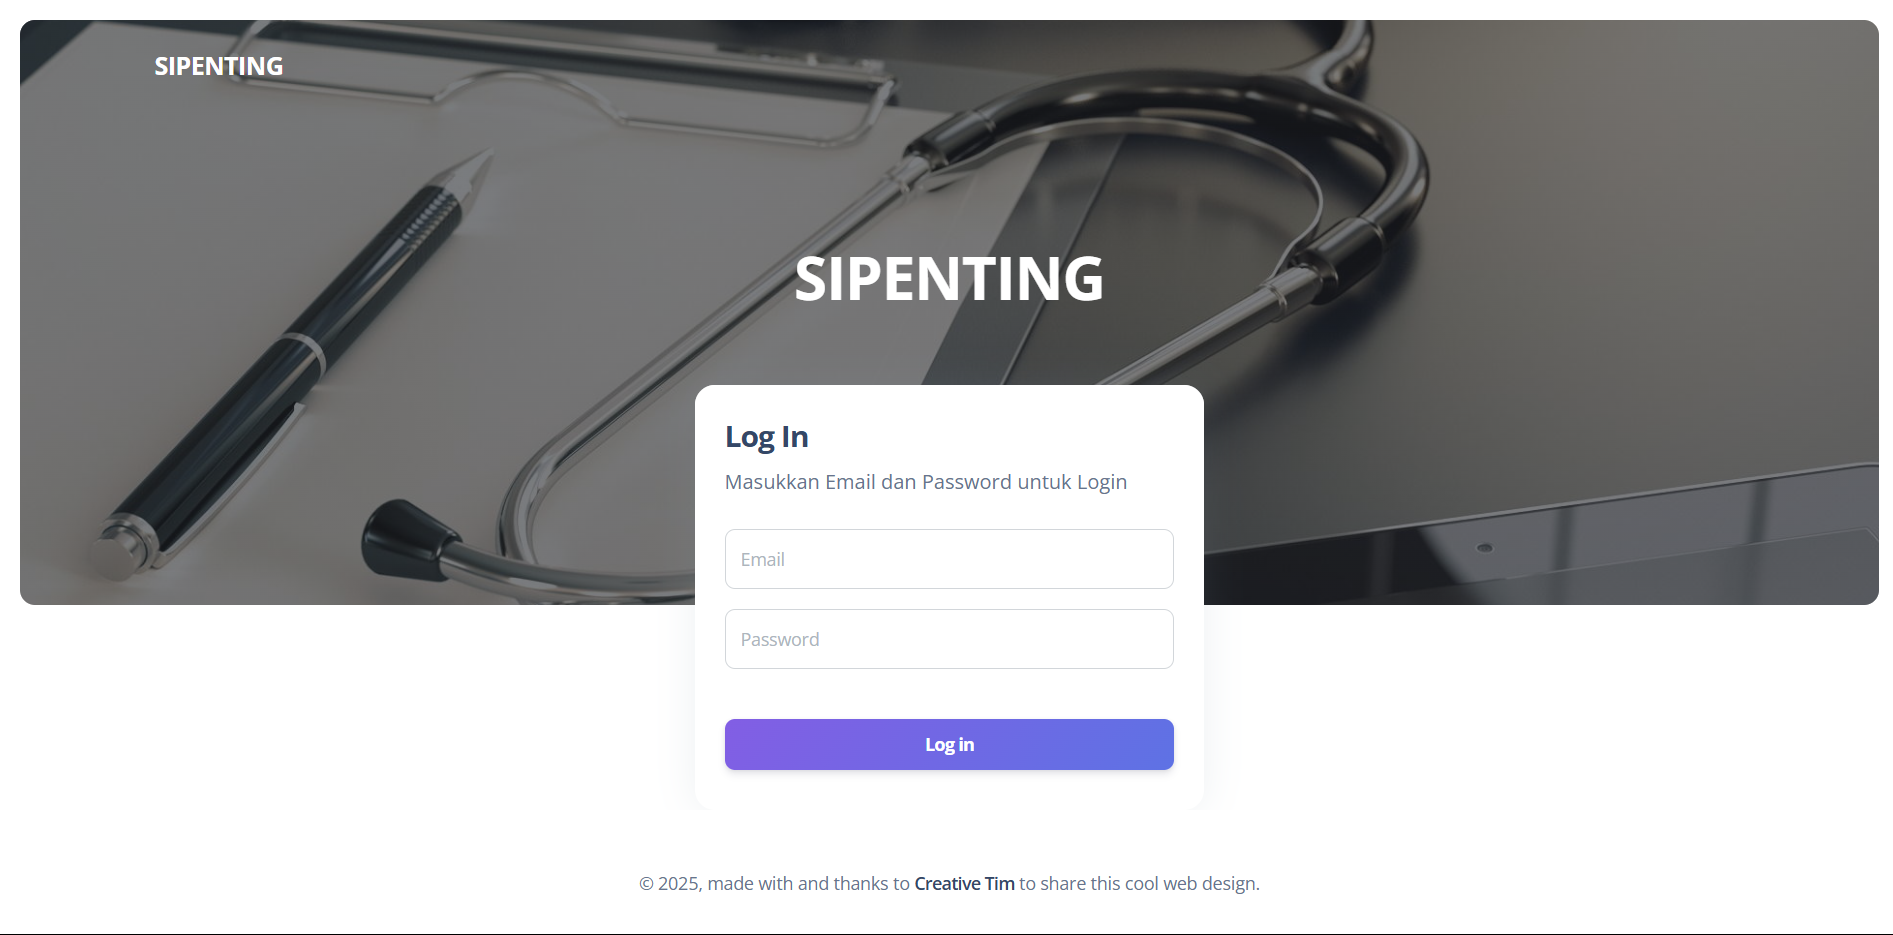 SIPENTING
SIPENTING
Log In
Masukkan Email dan Password untuk Login
Email
Password
Log in
© 2025, made with and thanks to Creative Tim to share this cool web design.